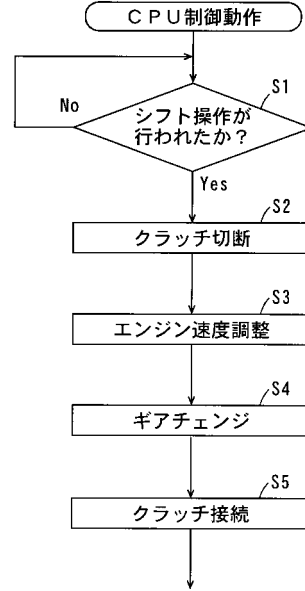 CPU制御動作
S1
シフト操作が
行われたか？
No
Yes
S2
クラッチ切断
S3
エンジン速度調整
S4
ギアチェンジ
S5
クラッチ接続